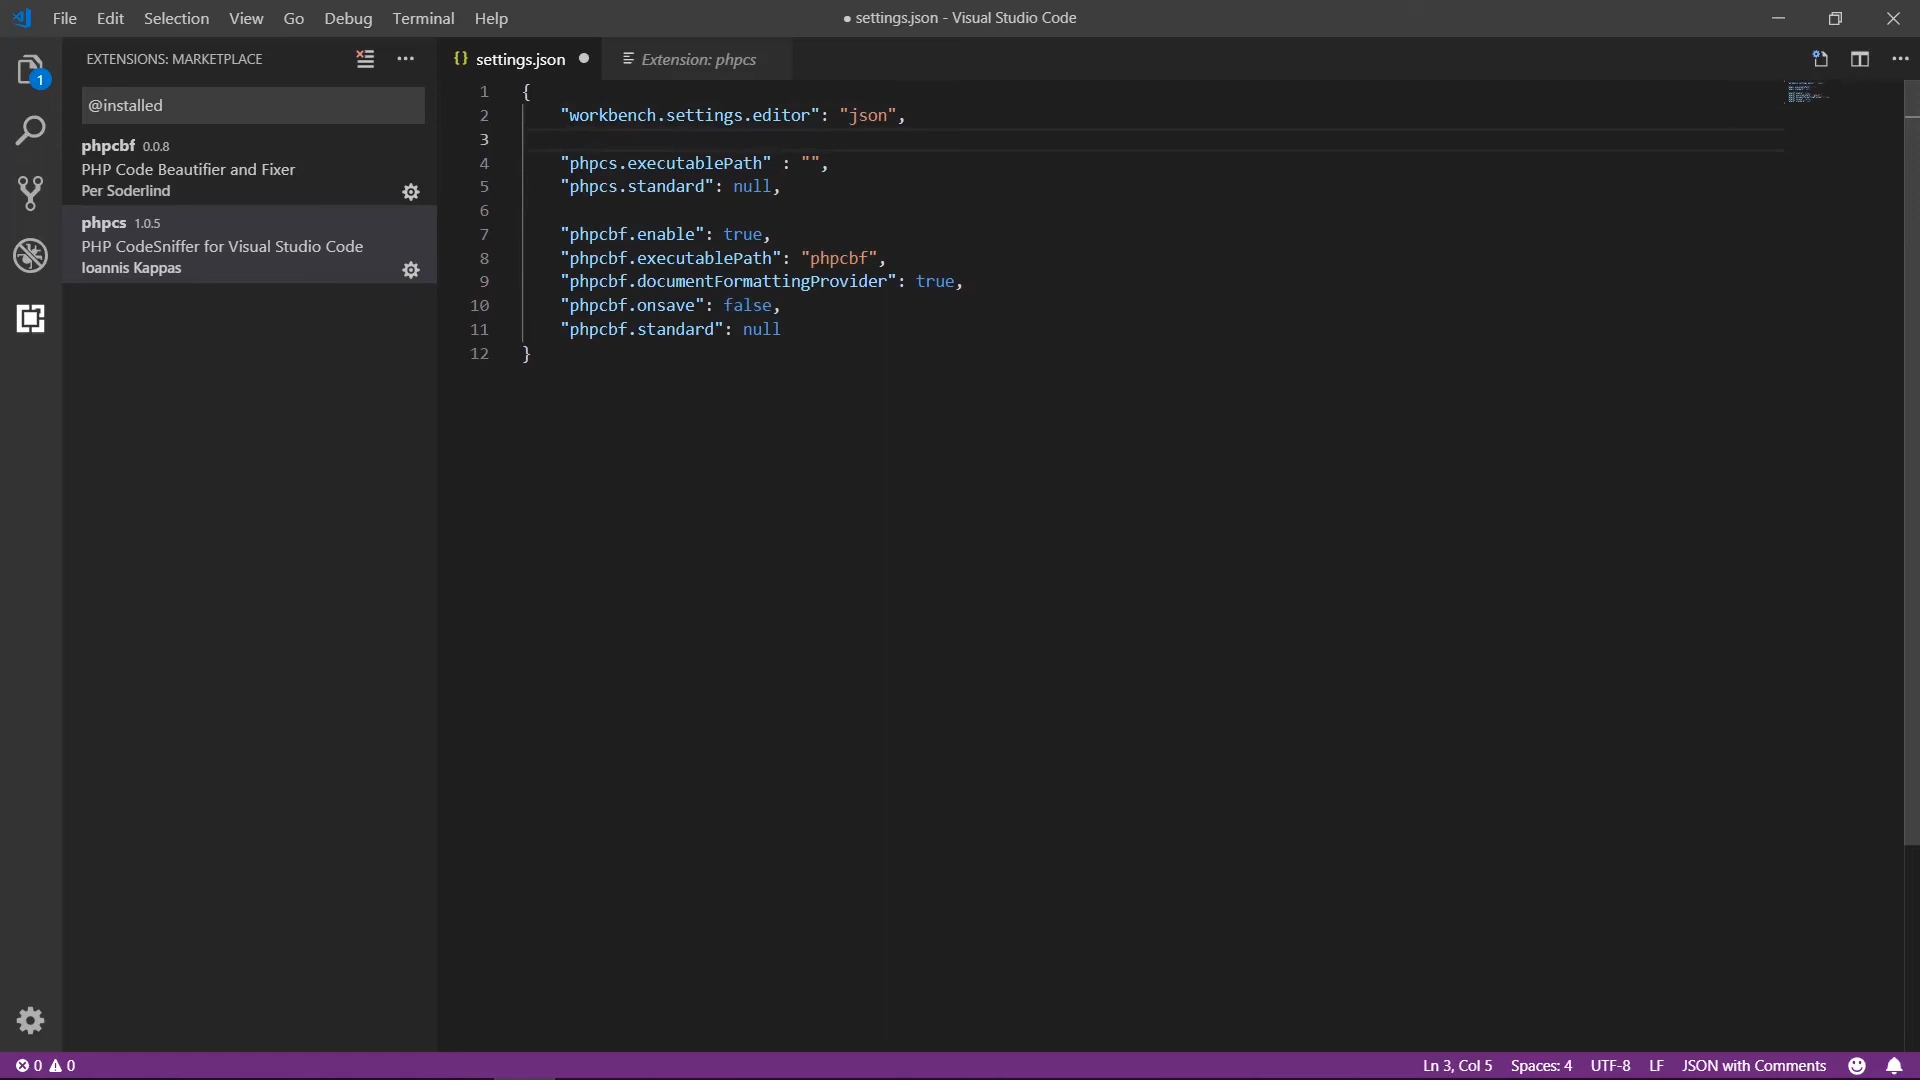 File Edit Selection View Go Debug Terminal Help
● settings.json - Visual Studio Code
EXTENSIONS: MARKETPLACE
@installed
phpcbf 0.0.8
PHP Code Beautifier and Fixer
Per Soderlind
phpcs 1.0.5
PHP CodeSniffer for Visual Studio Code
Ioannis Kappas
1
{} settings.json ●
Extension: phpcs
1 {
2 "workbench.settings.editor": "json",
3
4 "phpcs.executablePath" : "",
5 "phpcs.standard": null,
6
7 "phpcbf.enable": true,
8 "phpcbf.executablePath": "phpcbf",
9 "phpcbf.documentFormattingProvider": true,
10 "phpcbf.onsave": false,
11 "phpcbf.standard": null
12 }
0 0
Ln 3, Col 5 Spaces: 4 UTF-8 LF JSON with Comments